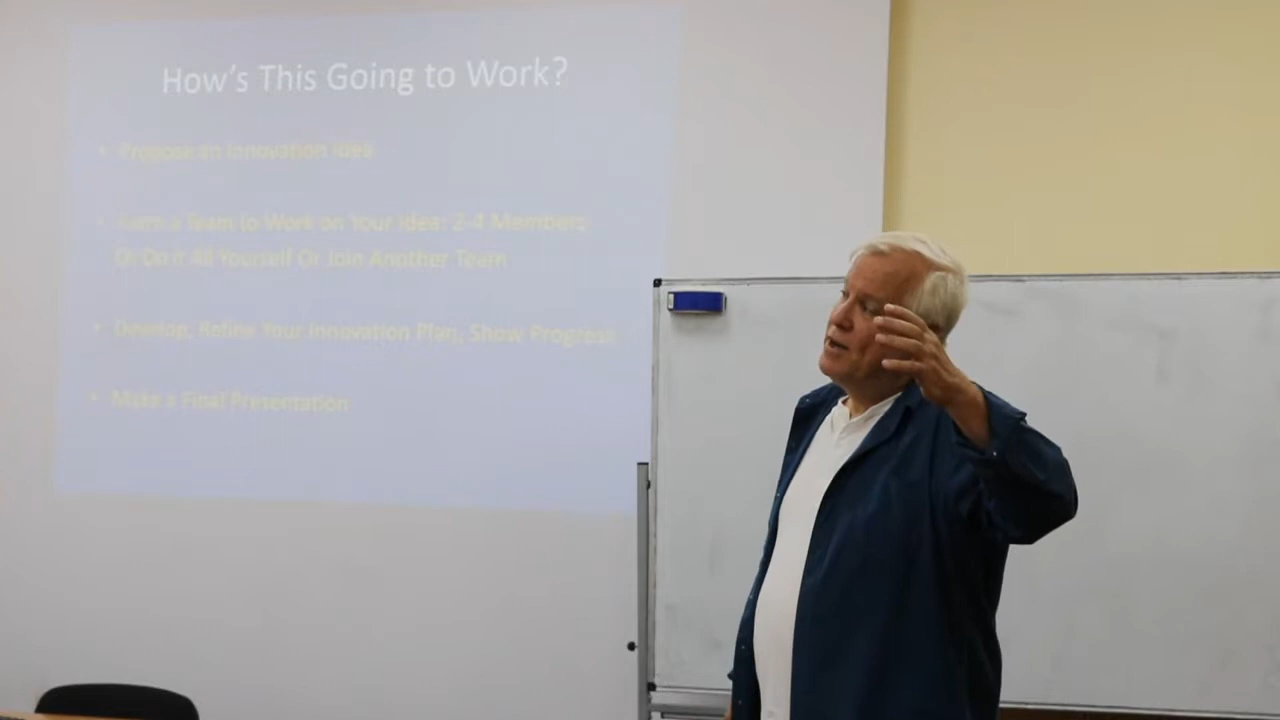 How's This Going to Work?
• Propose an Innovation Idea
• Form a Team to Work on Your Idea: 2-4 Members
Or Do it All Yourself Or Join Another Team
• Develop, Refine Your Innovation Plan, Show Progress
• Make a Final Presentation